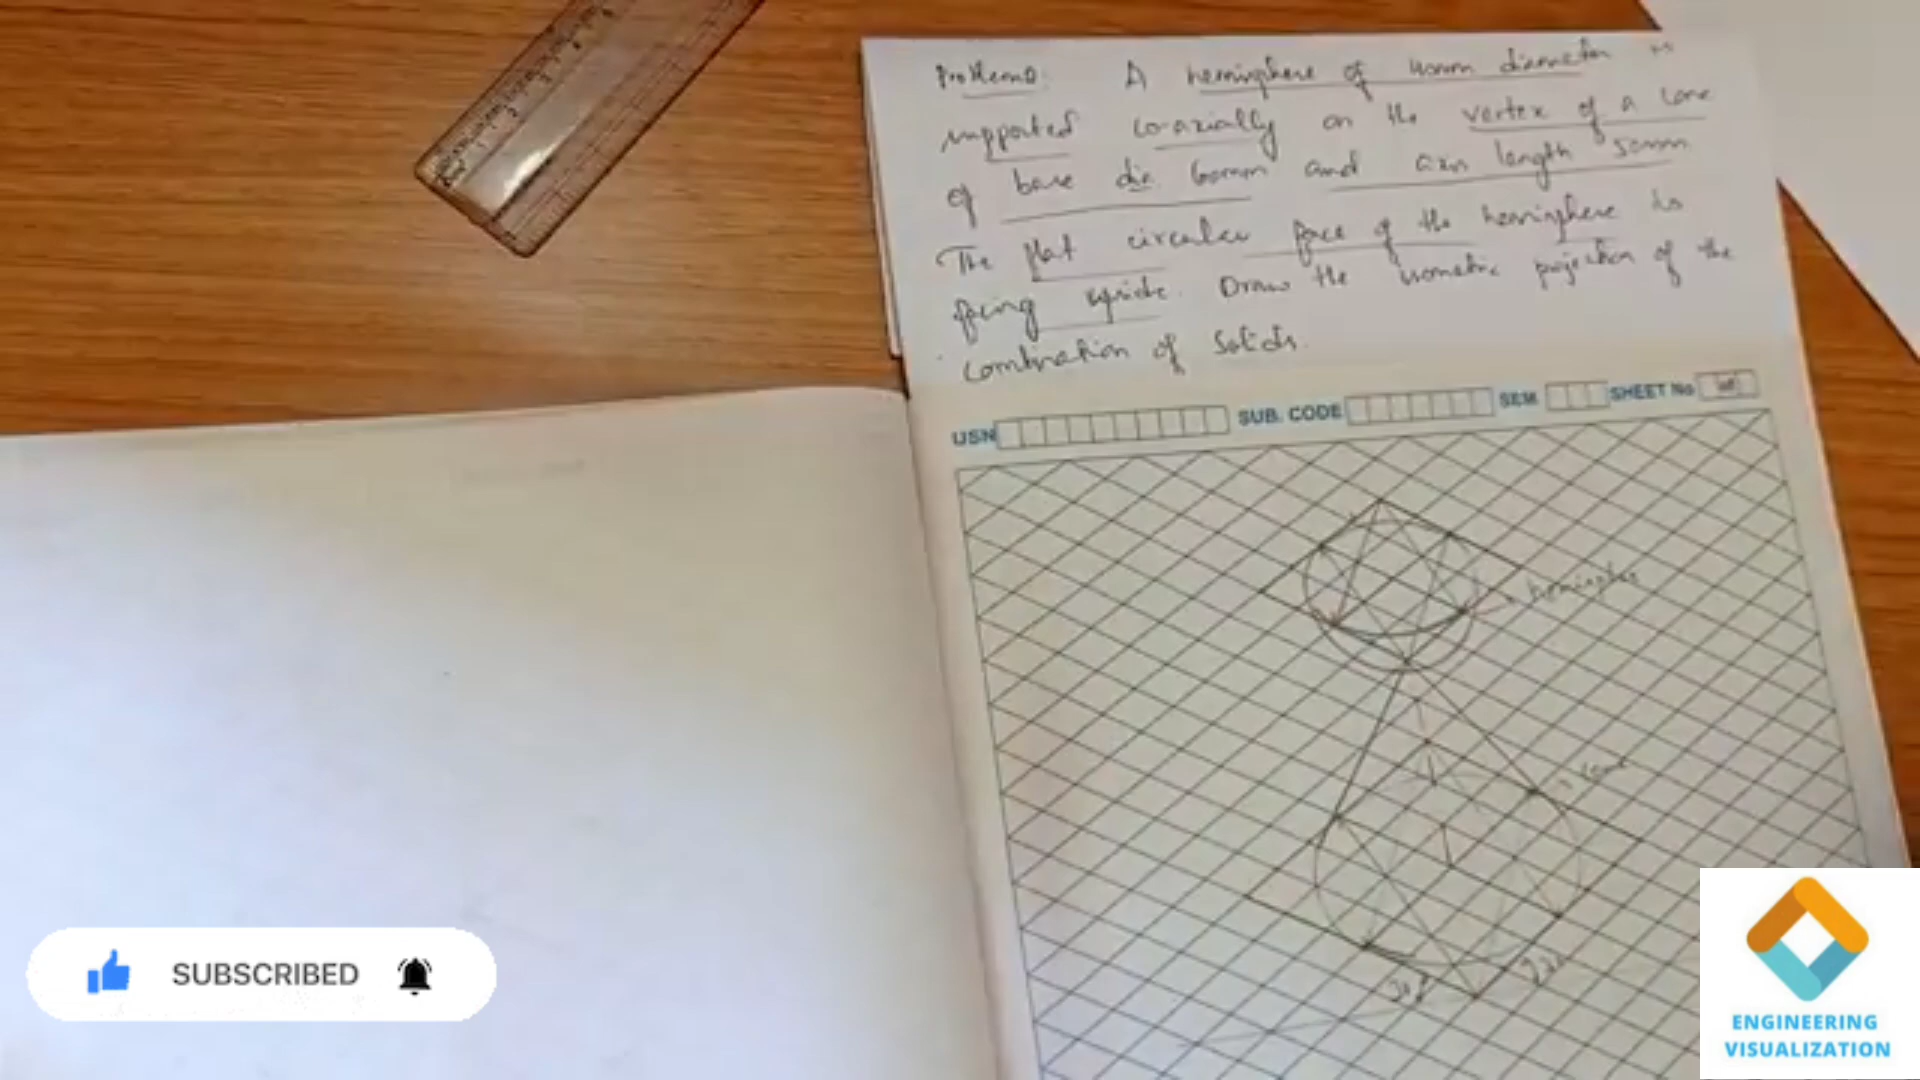 Problem: A hemisphere of 40mm diameter is
supported co-axially on the vertex of a cone
of base dia 60mm and axis length 50mm
The flat circular face of the hemisphere is
facing upside. Draw the isometric projection of the
combination of solids.
USN SUB. CODE SEM SHEET No
cone
SUBSCRIBED
ENGINEERING
VISUALIZATION